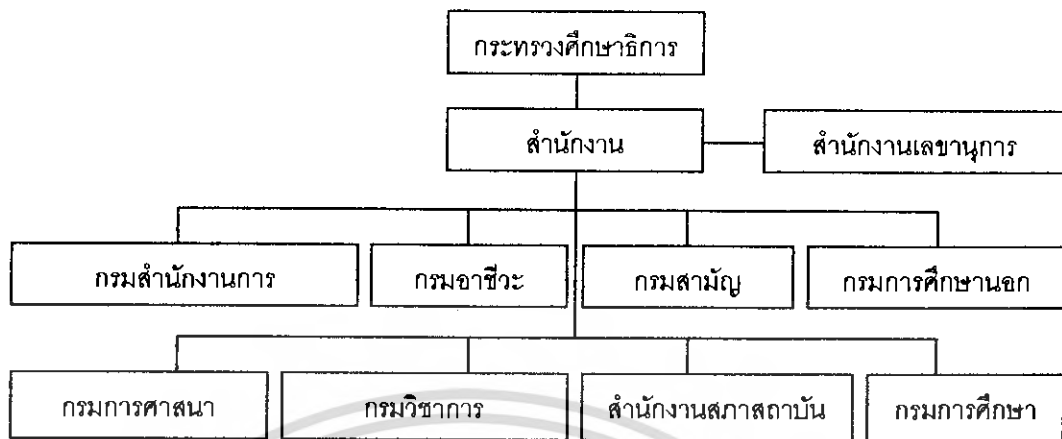 กระทรวงศึกษาธิการ
สำนักงาน
สำนักงานเลขานุการ
กรมสำนักงานการ
กรมอาชีวะ
กรมสามัญ
กรมการศึกษานอก
กรมการศาสนา
กรมวิชาการ
สำนักงานสภาสถาบัน
กรมการศึกษา